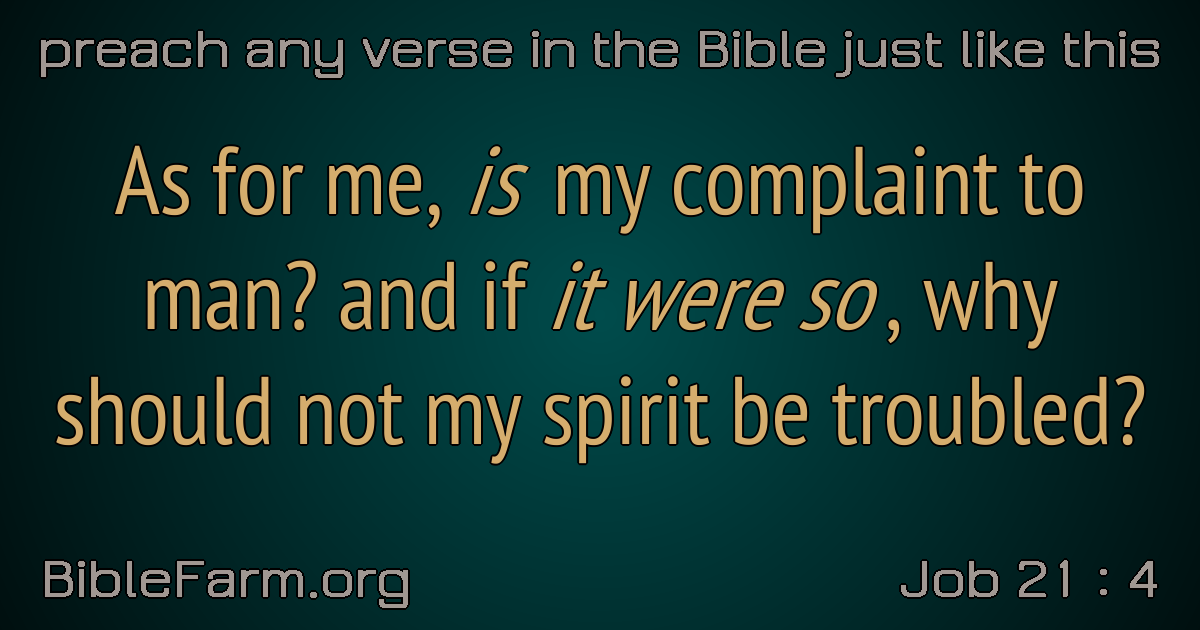 preach any verse in the Bible just like this
As for me, is my complaint to
man? and if it were so, why
should not my spirit be troubled?
BibleFarm.org
Job 21 : 4